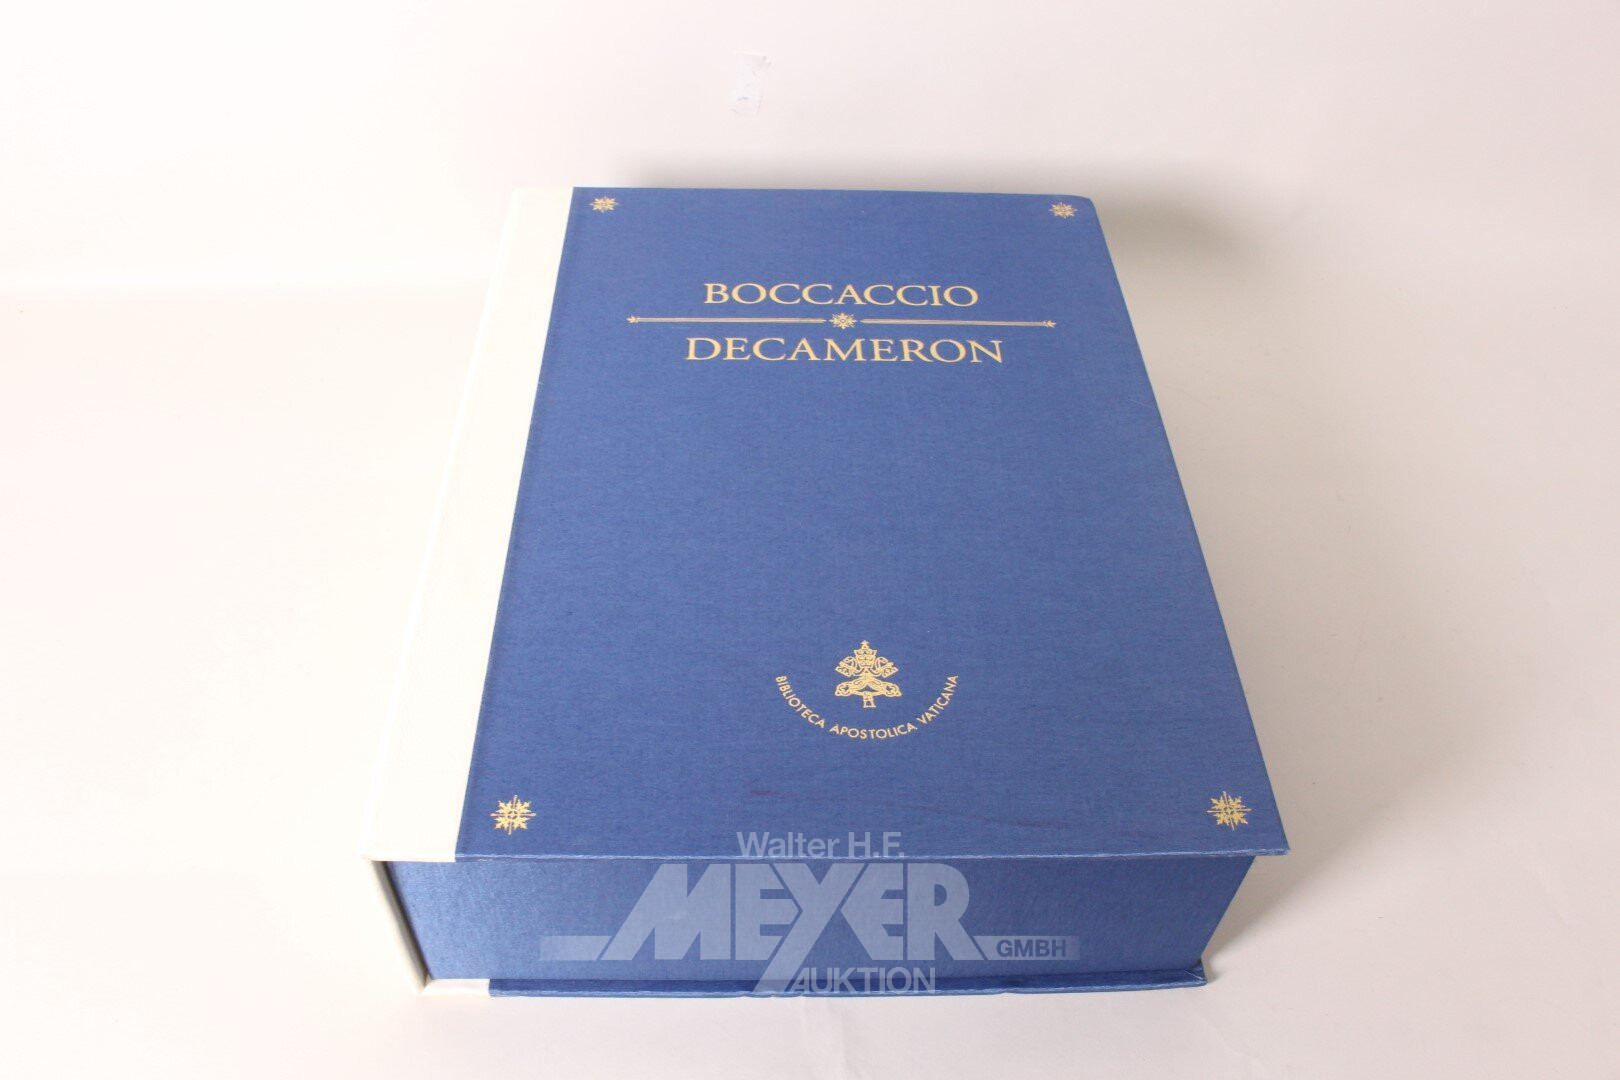 BOCCACCIO
DECAMERON
BIBLIOTECA APOSTOLICA VATICANA
Walter H.F.
MEYER
GMBH
AUKTION